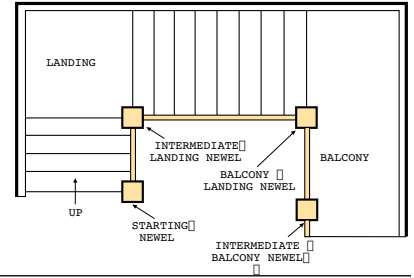 LANDING
INTERMEDIATE
LANDING NEWEL
BALCONY
BALCONY
LANDING NEWEL
UP
STARTING
NEWEL
INTERMEDIATE
BALCONY NEWEL